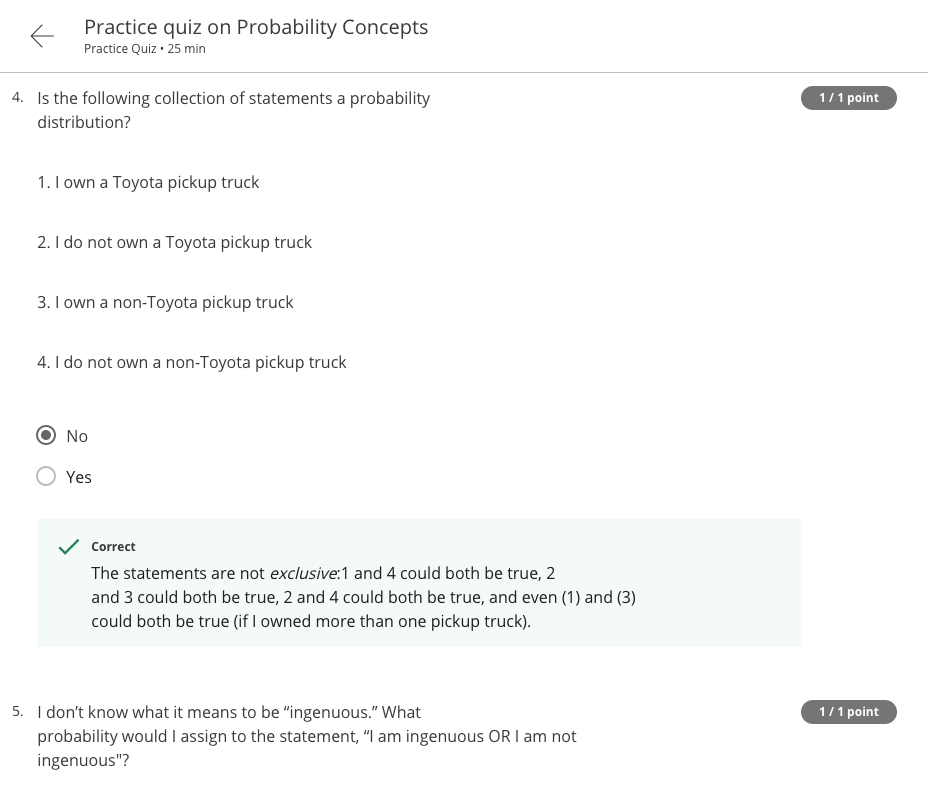 Practice quiz on Probability Concepts
Practice Quiz • 25 min
4. Is the following collection of statements a probability
distribution?
1 / 1 point
1. I own a Toyota pickup truck
2. I do not own a Toyota pickup truck
3. I own a non-Toyota pickup truck
4. I do not own a non-Toyota pickup truck
No
Yes
Correct
The statements are not exclusive:1 and 4 could both be true, 2
and 3 could both be true, 2 and 4 could both be true, and even (1) and (3)
could both be true (if I owned more than one pickup truck).
5. I don’t know what it means to be “ingenuous.” What
probability would I assign to the statement, “I am ingenuous OR I am not
ingenuous"?
1 / 1 point